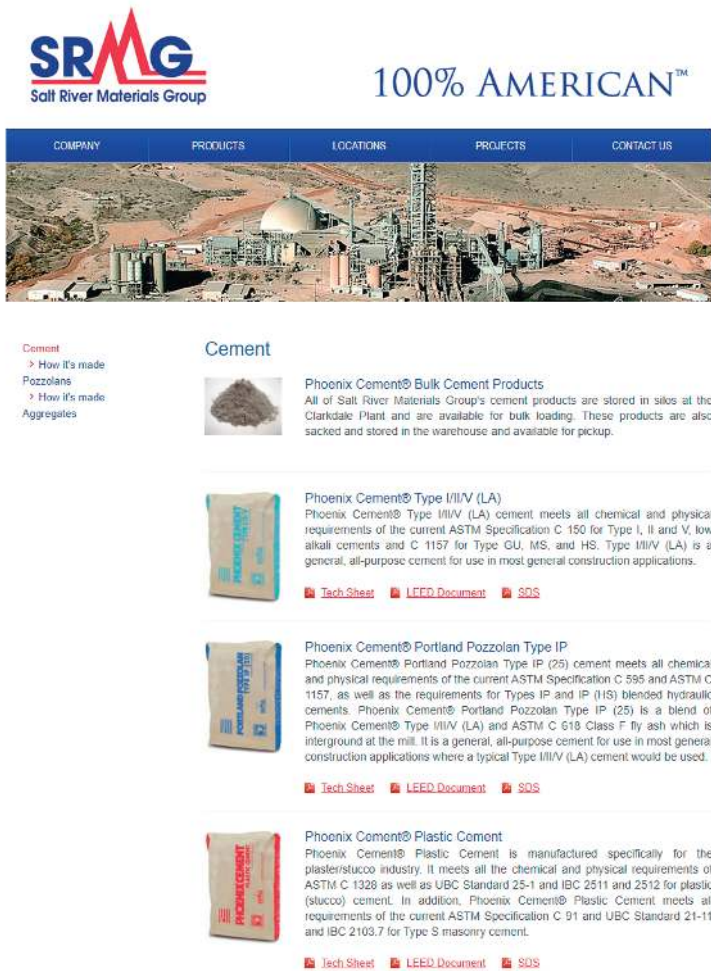 SRMG
Salt River Materials Group
100% AMERICAN™
COMPANY PRODUCTS LOCATIONS PROJECTS CONTACT US
Cement
> How it's made
Pozzolans
> How it's made
Aggregates
Cement
Phoenix Cement® Bulk Cement Products
All of Salt River Materials Group's cement products are stored in silos at the
Clarkdale Plant and are available for bulk loading. These products are also
sacked and stored in the warehouse and available for pickup.
PHOENIX CEMENT
Phoenix Cement® Type I/II/V (LA)
Phoenix Cement® Type I/II/V (LA) cement meets all chemical and physical
requirements of the current ASTM Specification C 150 for Type I, II and V, low
alkali cements and C 1157 for Type GU, MS, and HS. Type I/II/V (LA) is a
general, all-purpose cement for use in most general construction applications.
Tech Sheet LEED Document SDS
PORTLAND POZZOLAN
TYPE IP (25)
Phoenix Cement® Portland Pozzolan Type IP
Phoenix Cement® Portland Pozzolan Type IP (25) cement meets all chemical
and physical requirements of the current ASTM Specification C 595 and ASTM C
1157, as well as the requirements for Types IP and IP (HS) blended hydraulic
cements. Phoenix Cement® Portland Pozzolan Type IP (25) is a blend of
Phoenix Cement® Type I/II/V (LA) and ASTM C 618 Class F fly ash which is
interground at the mill. It is a general, all-purpose cement for use in most general
construction applications where a typical Type I/II/V (LA) cement would be used.
Tech Sheet LEED Document SDS
PHOENIX CEMENT
PLASTIC CEMENT
Phoenix Cement® Plastic Cement
Phoenix Cement® Plastic Cement is manufactured specifically for the
plaster/stucco industry. It meets all the chemical and physical requirements of
ASTM C 1328 as well as UBC Standard 25-1 and IBC 2511 and 2512 for plastic
(stucco) cement. In addition, Phoenix Cement® Plastic Cement meets all
requirements of the current ASTM Specification C 91 and UBC Standard 21-11
and IBC 2103.7 for Type S masonry cement.
Tech Sheet LEED Document SDS